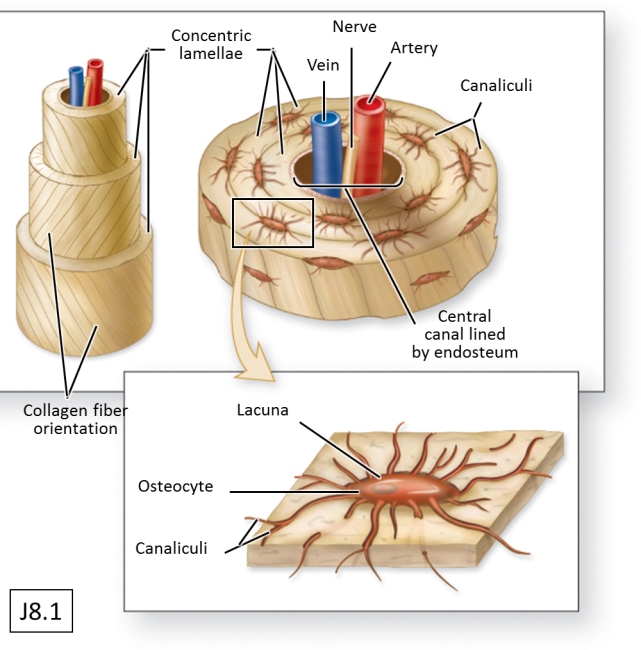 Concentric
lamellae
Nerve
Artery
Vein
Canaliculi
Central
canal lined
by endosteum
Collagen fiber
orientation
Lacuna
Osteocyte
Canaliculi
J8.1